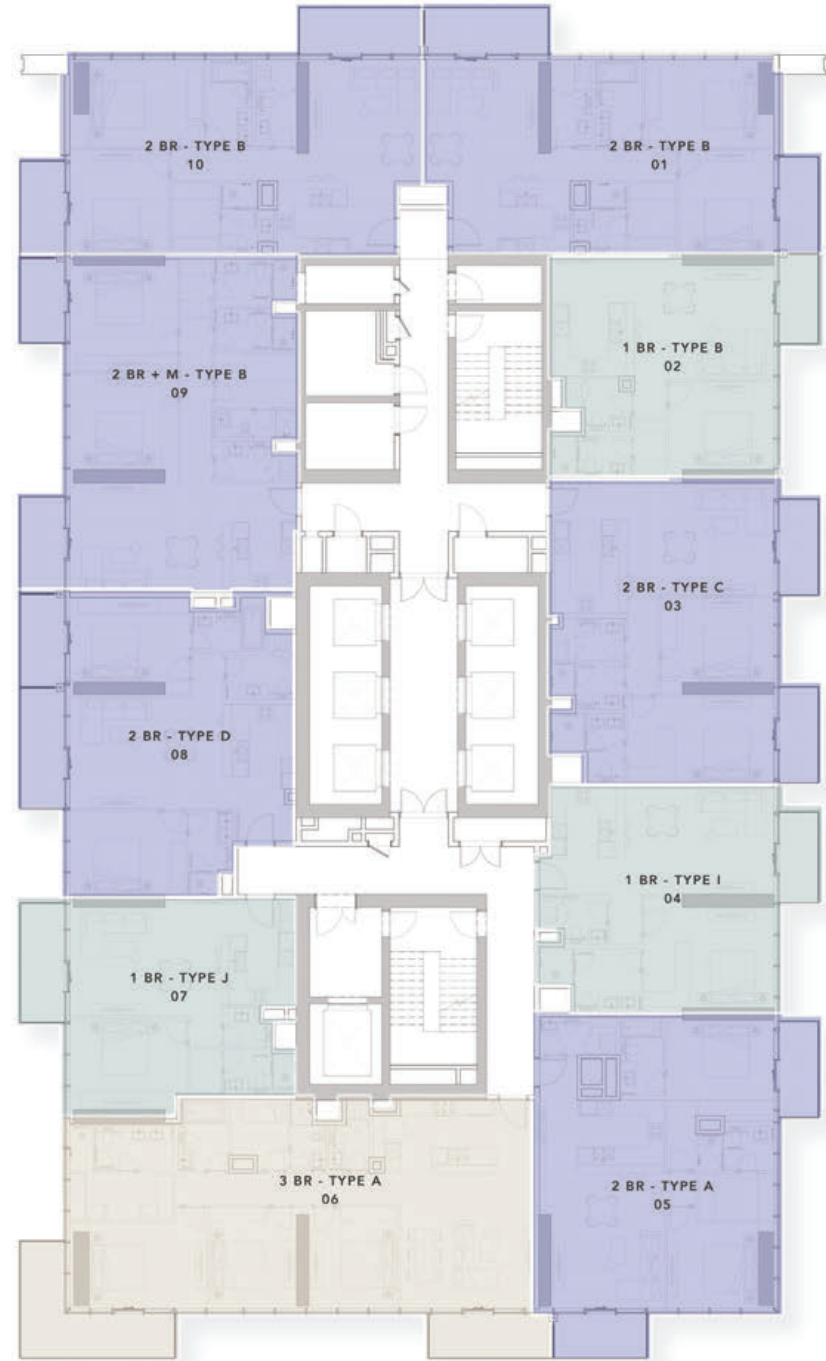 2 BR - TYPE B
10
2 BR - TYPE B
01
1 BR - TYPE B
02
2 BR + M - TYPE B
09
2 BR - TYPE C
03
2 BR - TYPE D
08
1 BR - TYPE I
04
1 BR - TYPE J
07
3 BR - TYPE A
06
2 BR - TYPE A
05